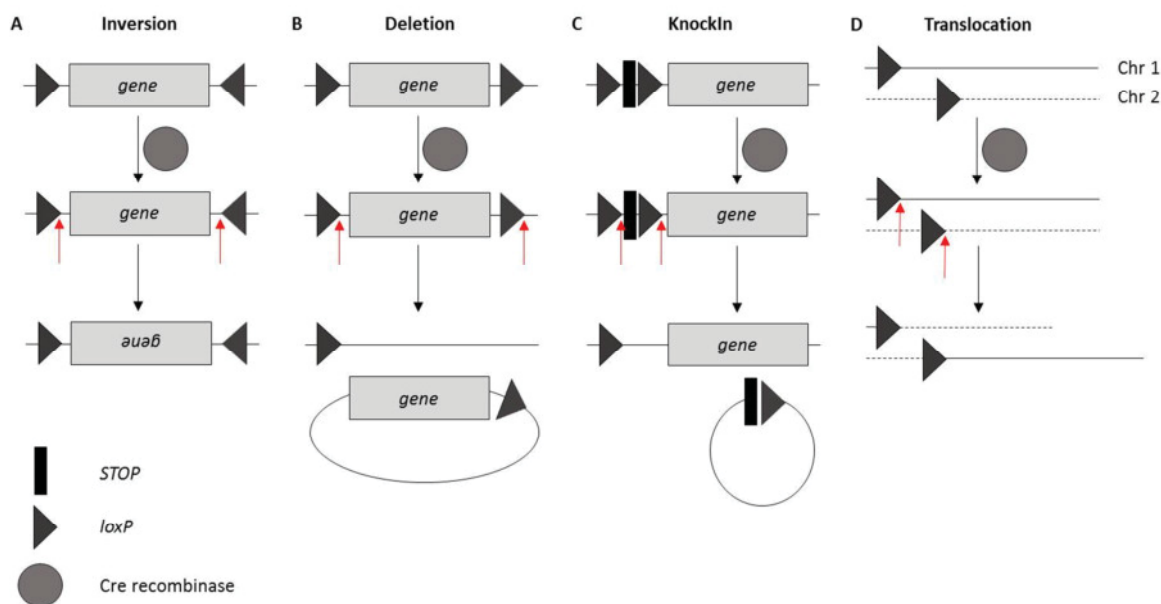 A Inversion
gene
gene
gene
B Deletion
gene
gene
gene
C KnockIn
gene
gene
gene
D Translocation
Chr 1
Chr 2
STOP
loxP
Cre recombinase